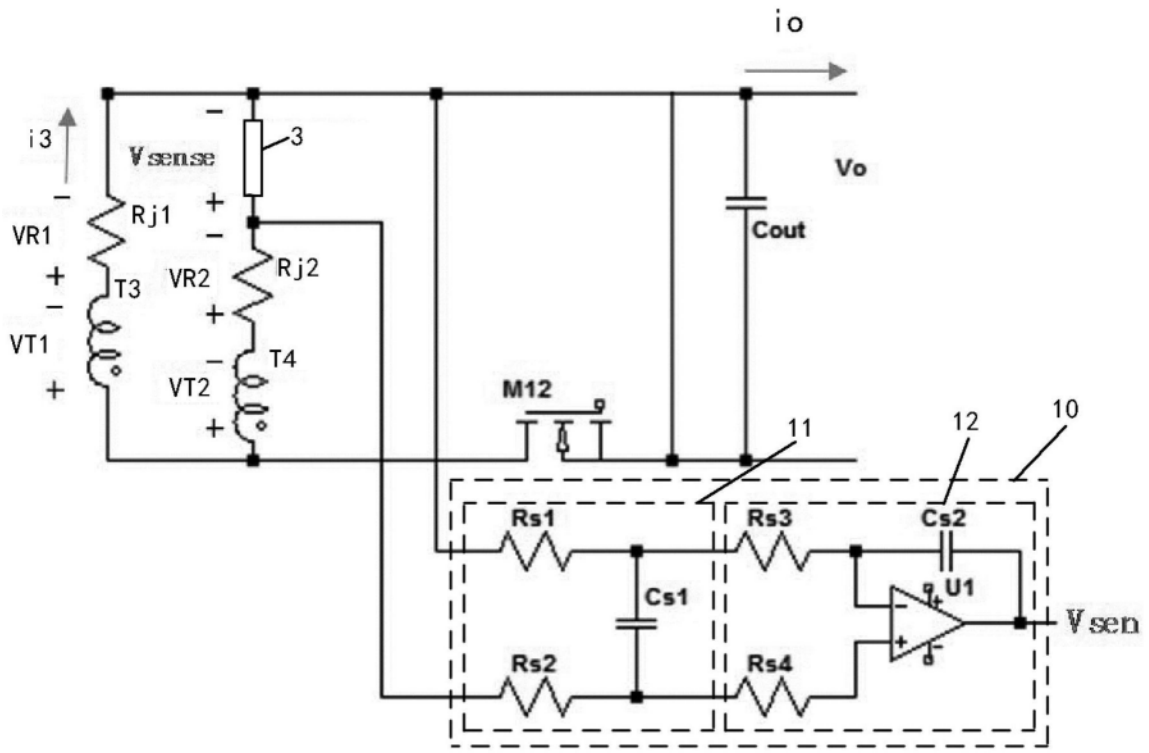 io
i3
−
Vsense
+
3
−
VR1
+
Rj1
−
VR2
+
Rj2
Vo
Cout
−
VT1
+
T3
−
VT2
+
T4
M12
11
12
10
Rs1
Rs3
Cs2
Cs1
U1
−
+
+
−
Vsen
Rs2
Rs4